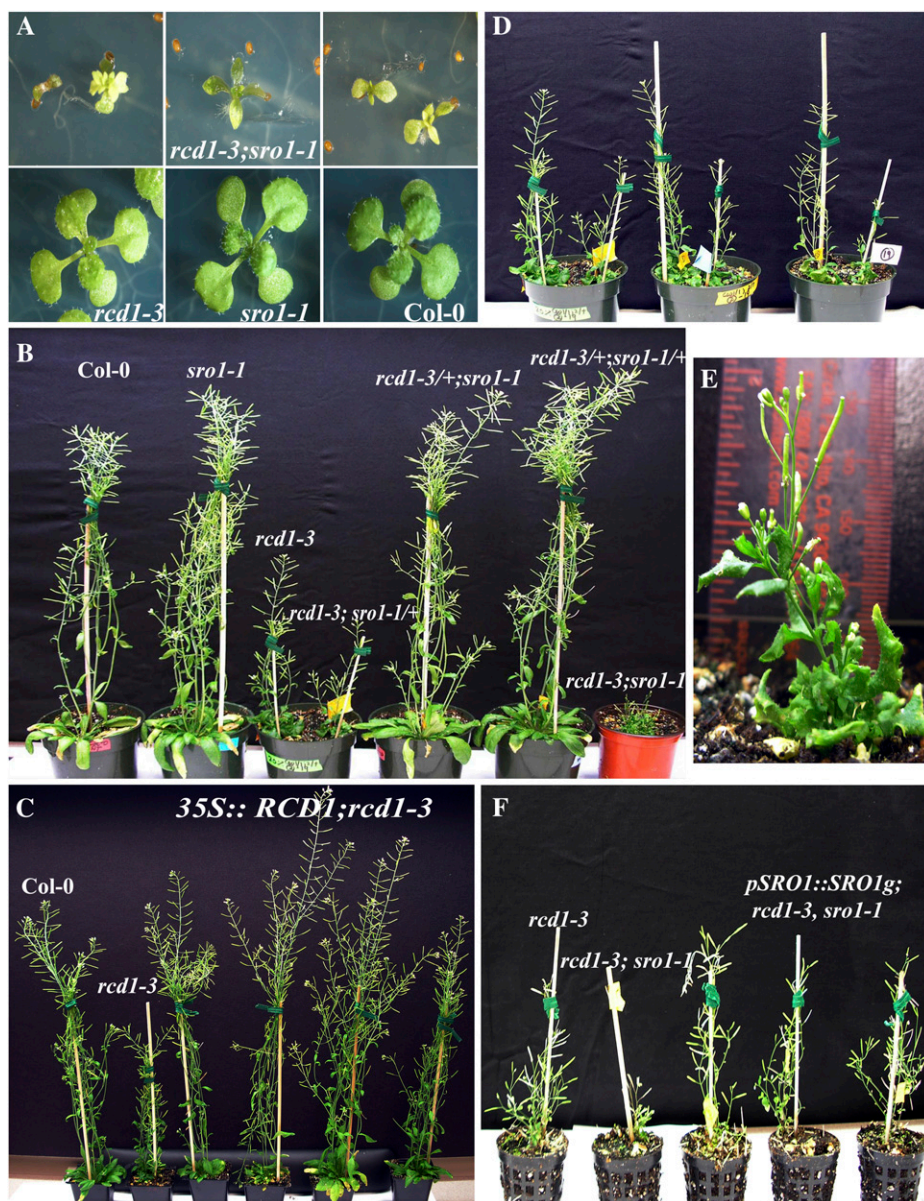 A
rcd1-3;sro1-1
rcd1-3
sro1-1
Col-0
D
19
B
Col-0
sro1-1
rcd1-3/+;sro1-1
rcd1-3/+;sro1-1/+
rcd1-3
rcd1-3; sro1-1/+
rcd1-3;sro1-1
E
C
35S:: RCD1;rcd1-3
Col-0
rcd1-3
F
pSRO1::SRO1g;
rcd1-3, sro1-1
rcd1-3
rcd1-3; sro1-1